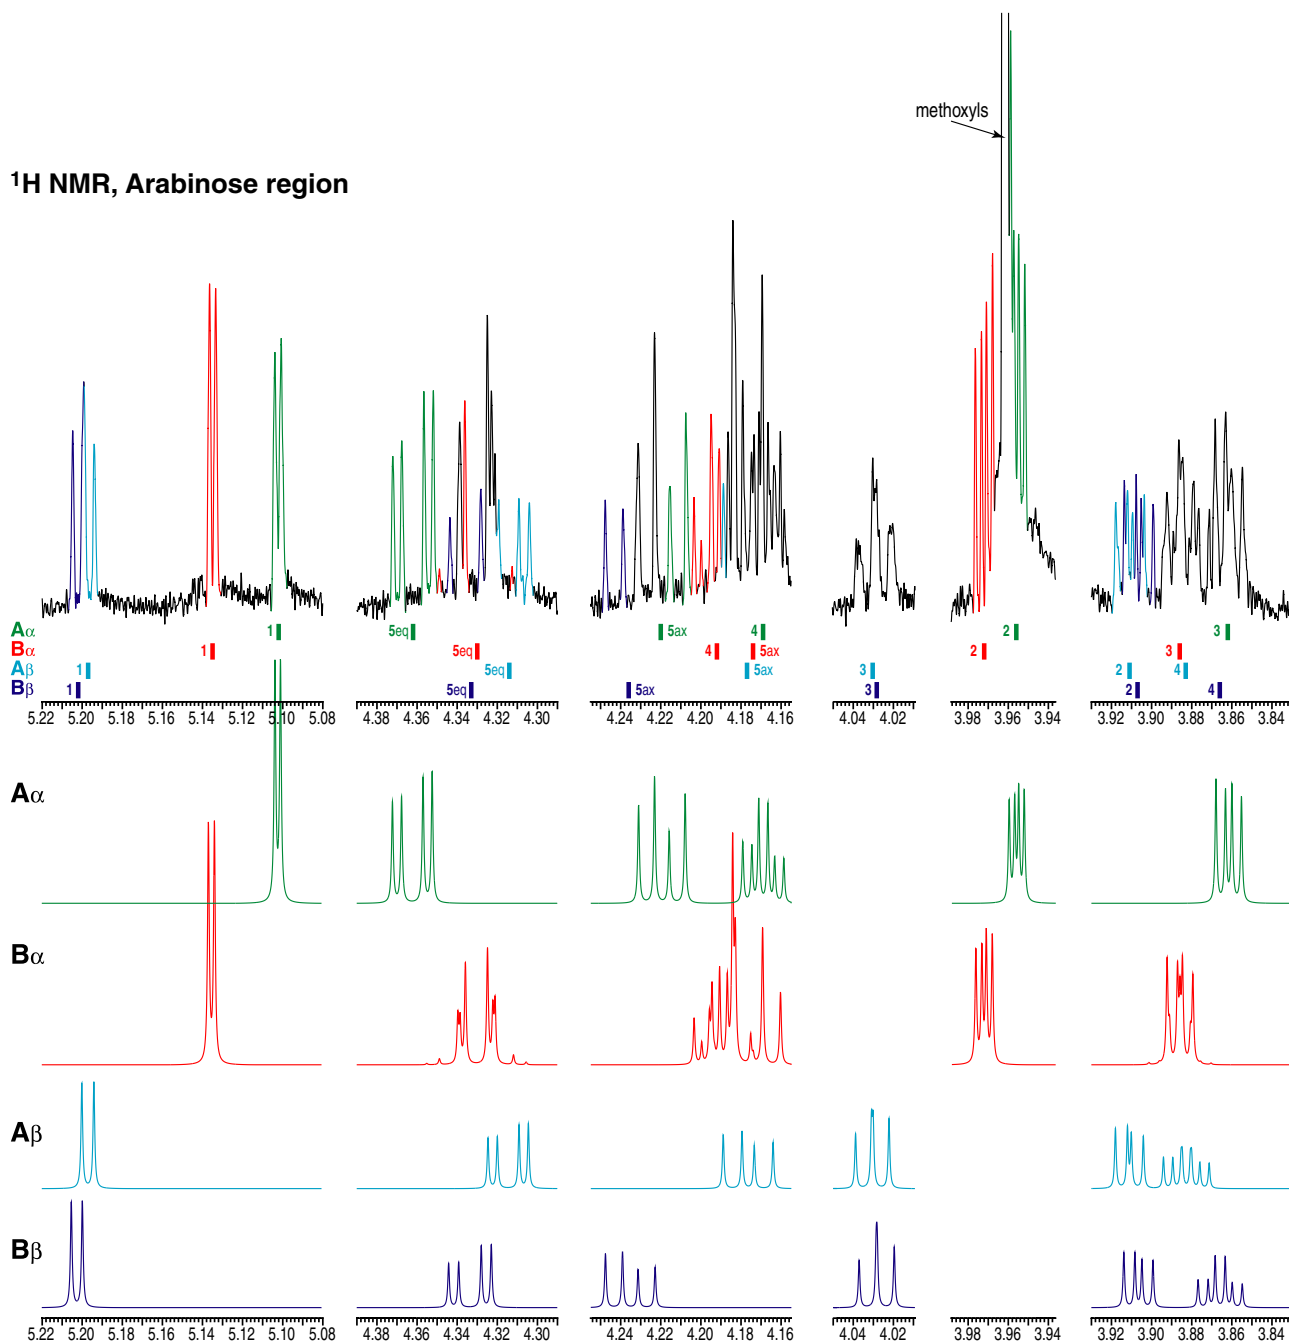 methoxyls
¹H NMR, Arabinose region
Aα 1 5eq 5ax 4 2 3
Bα 1 5eq 4 5ax 2 3
Aβ 1 5eq 5ax 3 2 4
Bβ 1 5eq 5ax 3 2 4
5.22 5.20 5.18 5.16 5.14 5.12 5.10 5.08 4.38 4.36 4.34 4.32 4.30 4.24 4.22 4.20 4.18 4.16 4.04 4.02 3.98 3.96 3.94 3.92 3.90 3.88 3.86 3.84
Aα
Bα
Aβ
Bβ
5.22 5.20 5.18 5.16 5.14 5.12 5.10 5.08 4.38 4.36 4.34 4.32 4.30 4.24 4.22 4.20 4.18 4.16 4.04 4.02 3.98 3.96 3.94 3.92 3.90 3.88 3.86 3.84